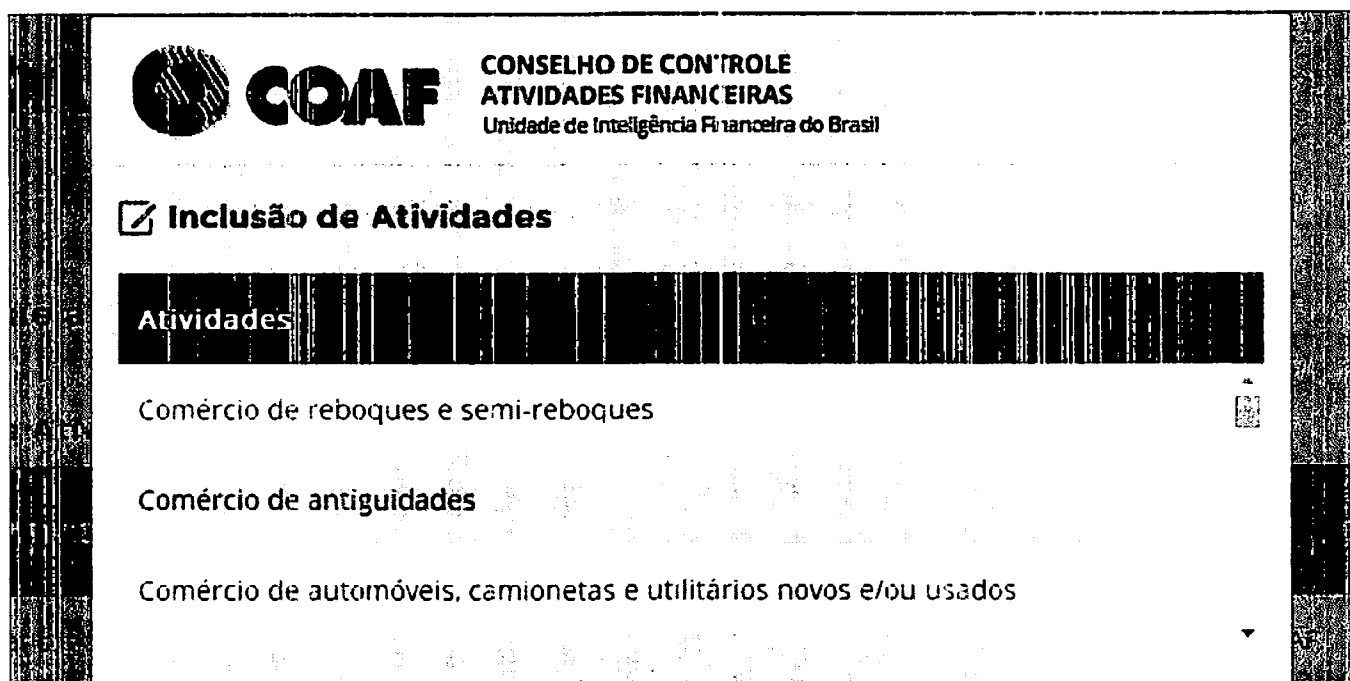 COAF
CONSELHO DE CONTROLE
ATIVIDADES FINANCEIRAS
Unidade de Inteligência Financeira do Brasil
Inclusão de Atividades
Atividades
Comércio de reboques e semi-reboques
Comércio de antiguidades
Comércio de automóveis, camionetas e utilitários novos e/ou usados